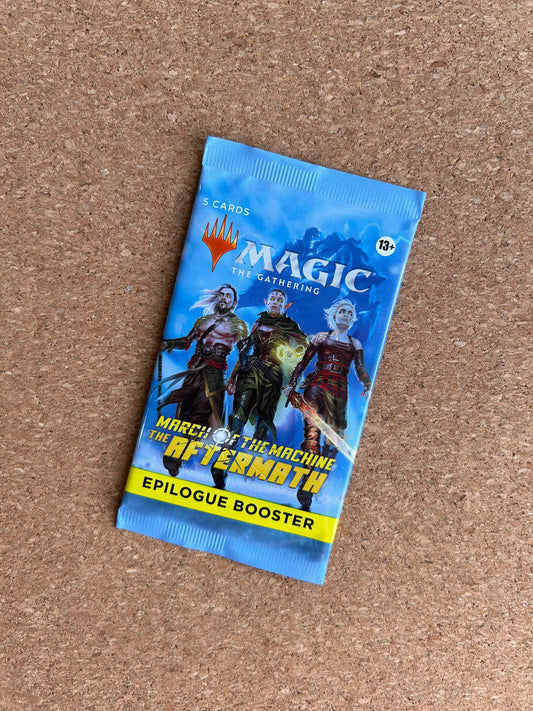 5 CARDS
13+
MAGIC
THE GATHERING
MARCH OF THE MACHINE
THE AFTERMATH
EPILOGUE BOOSTER